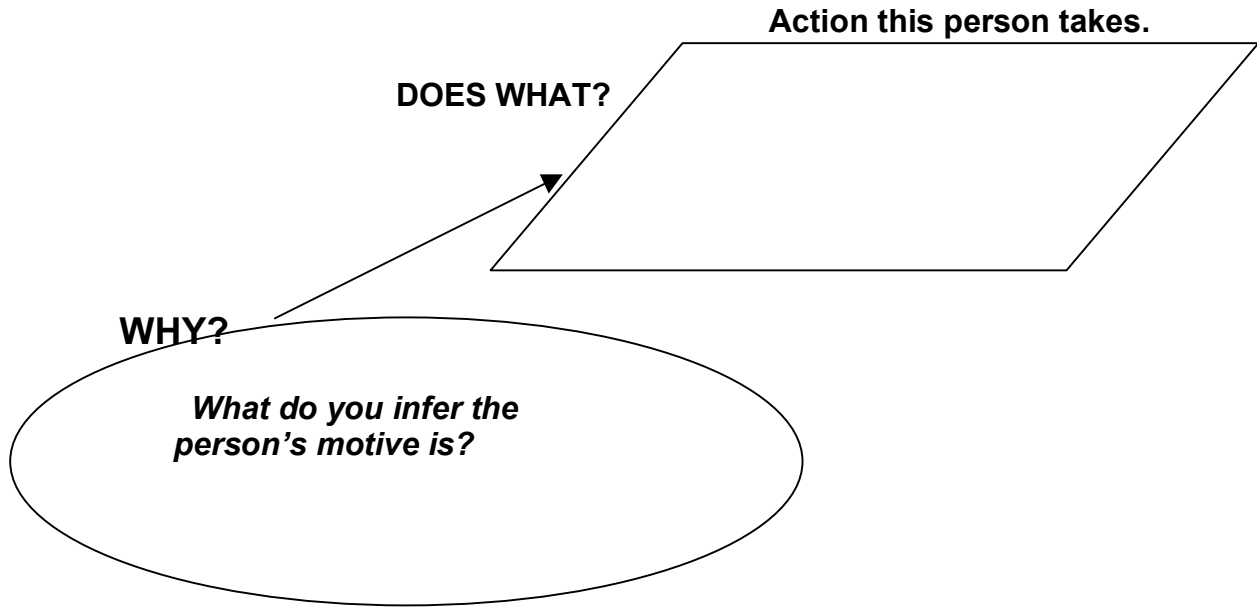 Action this person takes.
DOES WHAT?
WHY?
What do you infer the
person’s motive is?